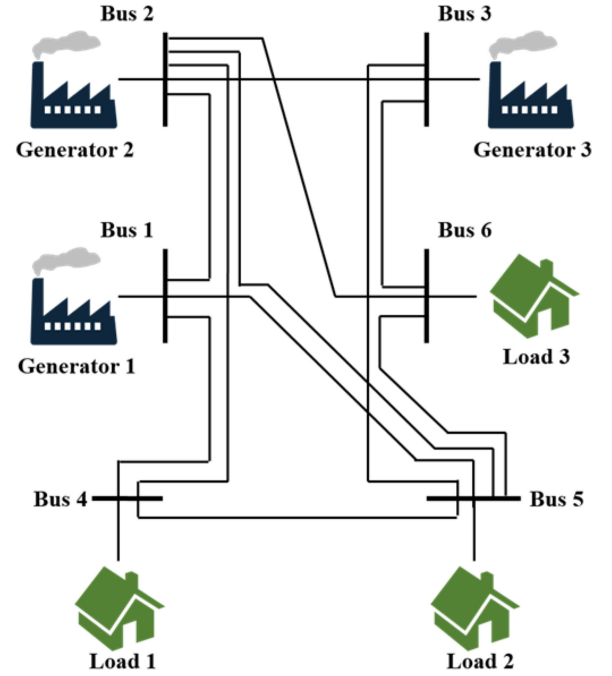 Bus 2
Bus 3
Generator 2
Generator 3
Bus 1
Bus 6
Generator 1
Load 3
Bus 4
Bus 5
Load 1
Load 2